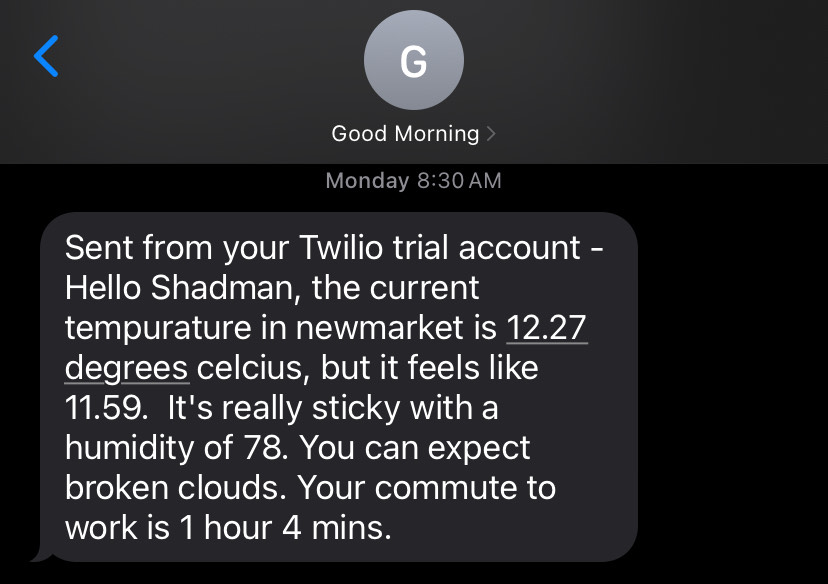 G
Good Morning
Monday 8:30 AM
Sent from your Twilio trial account -
Hello Shadman, the current
tempurature in newmarket is 12.27
degrees celcius, but it feels like
11.59.  It's really sticky with a
humidity of 78. You can expect
broken clouds. Your commute to
work is 1 hour 4 mins.